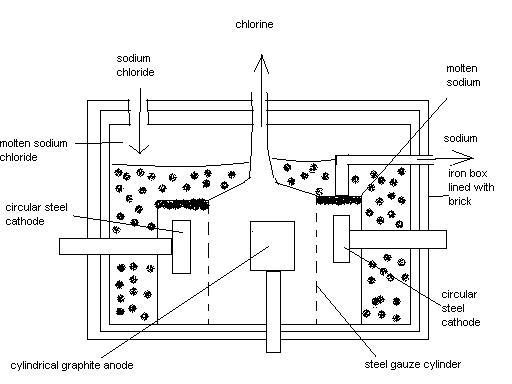 chlorine
sodium
chloride
molten
sodium
molten sodium
chloride
sodium
iron box
lined with
brick
circular steel
cathode
circular
steel
cathode
cylindrical graphite anode
steel gauze cylinder